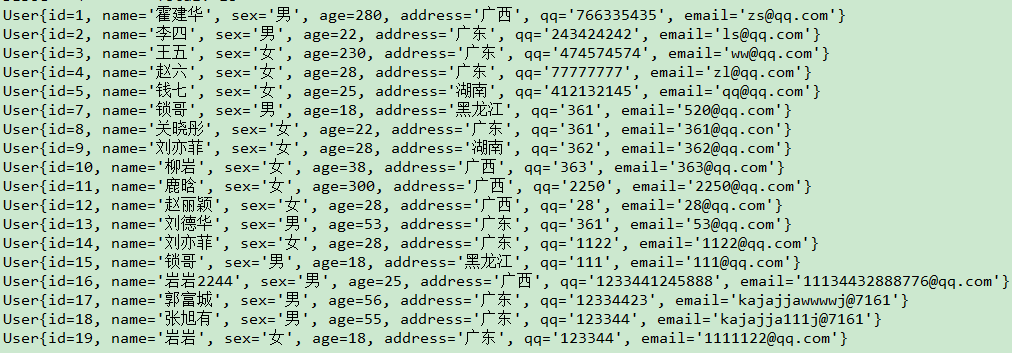 User{id=1, name='霍建华', sex='男', age=280, address='广西', qq='766335435', email='zs@qq.com'}
User{id=2, name='李四', sex='男', age=22, address='广东', qq='243424242', email='ls@qq.com'}
User{id=3, name='王五', sex='女', age=230, address='广东', qq='474574574', email='ww@qq.com'}
User{id=4, name='赵六', sex='女', age=28, address='广东', qq='77777777', email='zl@qq.com'}
User{id=5, name='钱七', sex='女', age=25, address='湖南', qq='412132145', email='qq@qq.com'}
User{id=7, name='锁哥', sex='男', age=18, address='黑龙江', qq='361', email='520@qq.com'}
User{id=8, name='关晓彤', sex='女', age=22, address='广东', qq='361', email='361@qq.con'}
User{id=9, name='刘亦菲', sex='女', age=28, address='湖南', qq='362', email='362@qq.com'}
User{id=10, name='柳岩', sex='女', age=38, address='广西', qq='363', email='363@qq.com'}
User{id=11, name='鹿晗', sex='女', age=300, address='广西', qq='2250', email='2250@qq.com'}
User{id=12, name='赵丽颖', sex='女', age=28, address='广西', qq='28', email='28@qq.com'}
User{id=13, name='刘德华', sex='男', age=53, address='广东', qq='361', email='53@qq.com'}
User{id=14, name='刘亦菲', sex='女', age=28, address='广东', qq='1122', email='1122@qq.com'}
User{id=15, name='锁哥', sex='男', age=18, address='黑龙江', qq='111', email='111@qq.com'}
User{id=16, name='岩岩2244', sex='男', age=25, address='广西', qq='1233441245888', email='11134432888776@qq.com'}
User{id=17, name='郭富城', sex='男', age=56, address='广东', qq='12334423', email='kajajjawwwwj@7161'}
User{id=18, name='张旭有', sex='男', age=55, address='广东', qq='123344', email='kajajja111j@7161'}
User{id=19, name='岩岩', sex='女', age=18, address='广东', qq='123344', email='1111122@qq.com'}